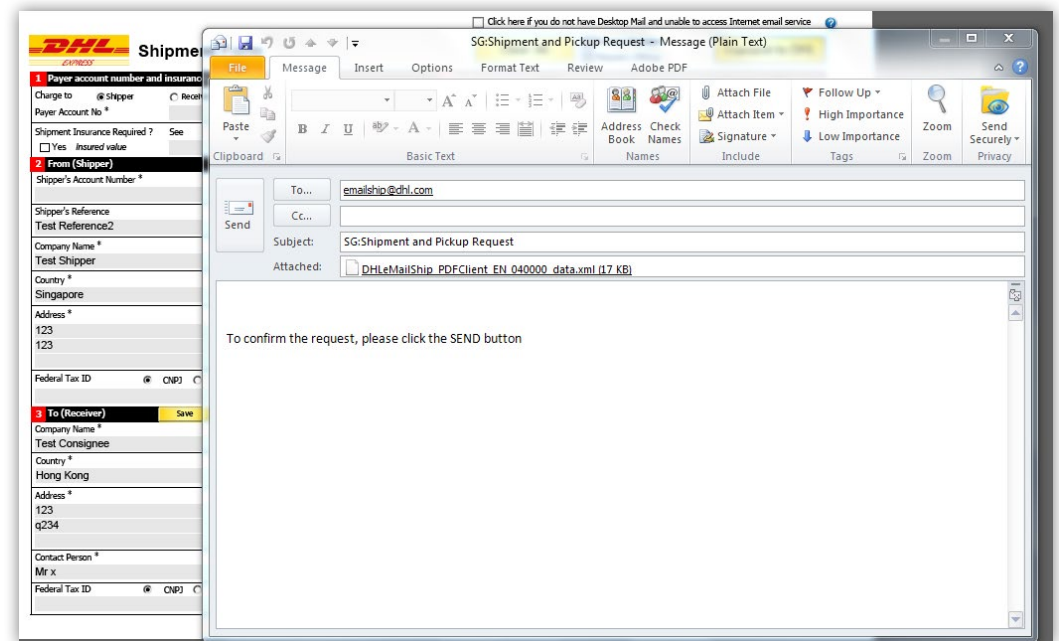 Click here if you do not have Desktop Mail and unable to access Internet email service
DHL
EXPRESS
1 Payer account number and insuranc
Charge to Shipper
Payer Account No *
Shipment Insurance Required ? See
Yes Insured value
2 From (Shipper)
Shipper's Account Number *
Shipper's Reference
Test Reference2
Company Name *
Test Shipper
Country *
Singapore
Address *
123
123
Federal Tax ID CNPJ
3 To (Receiver) Save
Company Name *
Test Consignee
Country *
Hong Kong
Address *
123
q234
Contact Person *
Mr x
Federal Tax ID CNPJ
SG:Shipment and Pickup Request - Message (Plain Text)
File Message Insert Options Format Text Review Adobe PDF
Paste
Clipboard
B I U A
Basic Text
Address Book
Check Names
Names
Attach File
Attach Item
Signature
Include
Follow Up
High Importance
Low Importance
Tags
Zoom
Zoom
Send Securely
Privacy
Send
To... emailship@dhl.com
Cc...
Subject: SG:Shipment and Pickup Request
Attached: DHLeMailShip_PDFClient_EN_040000_data.xml (17 KB)
To confirm the request, please click the SEND button